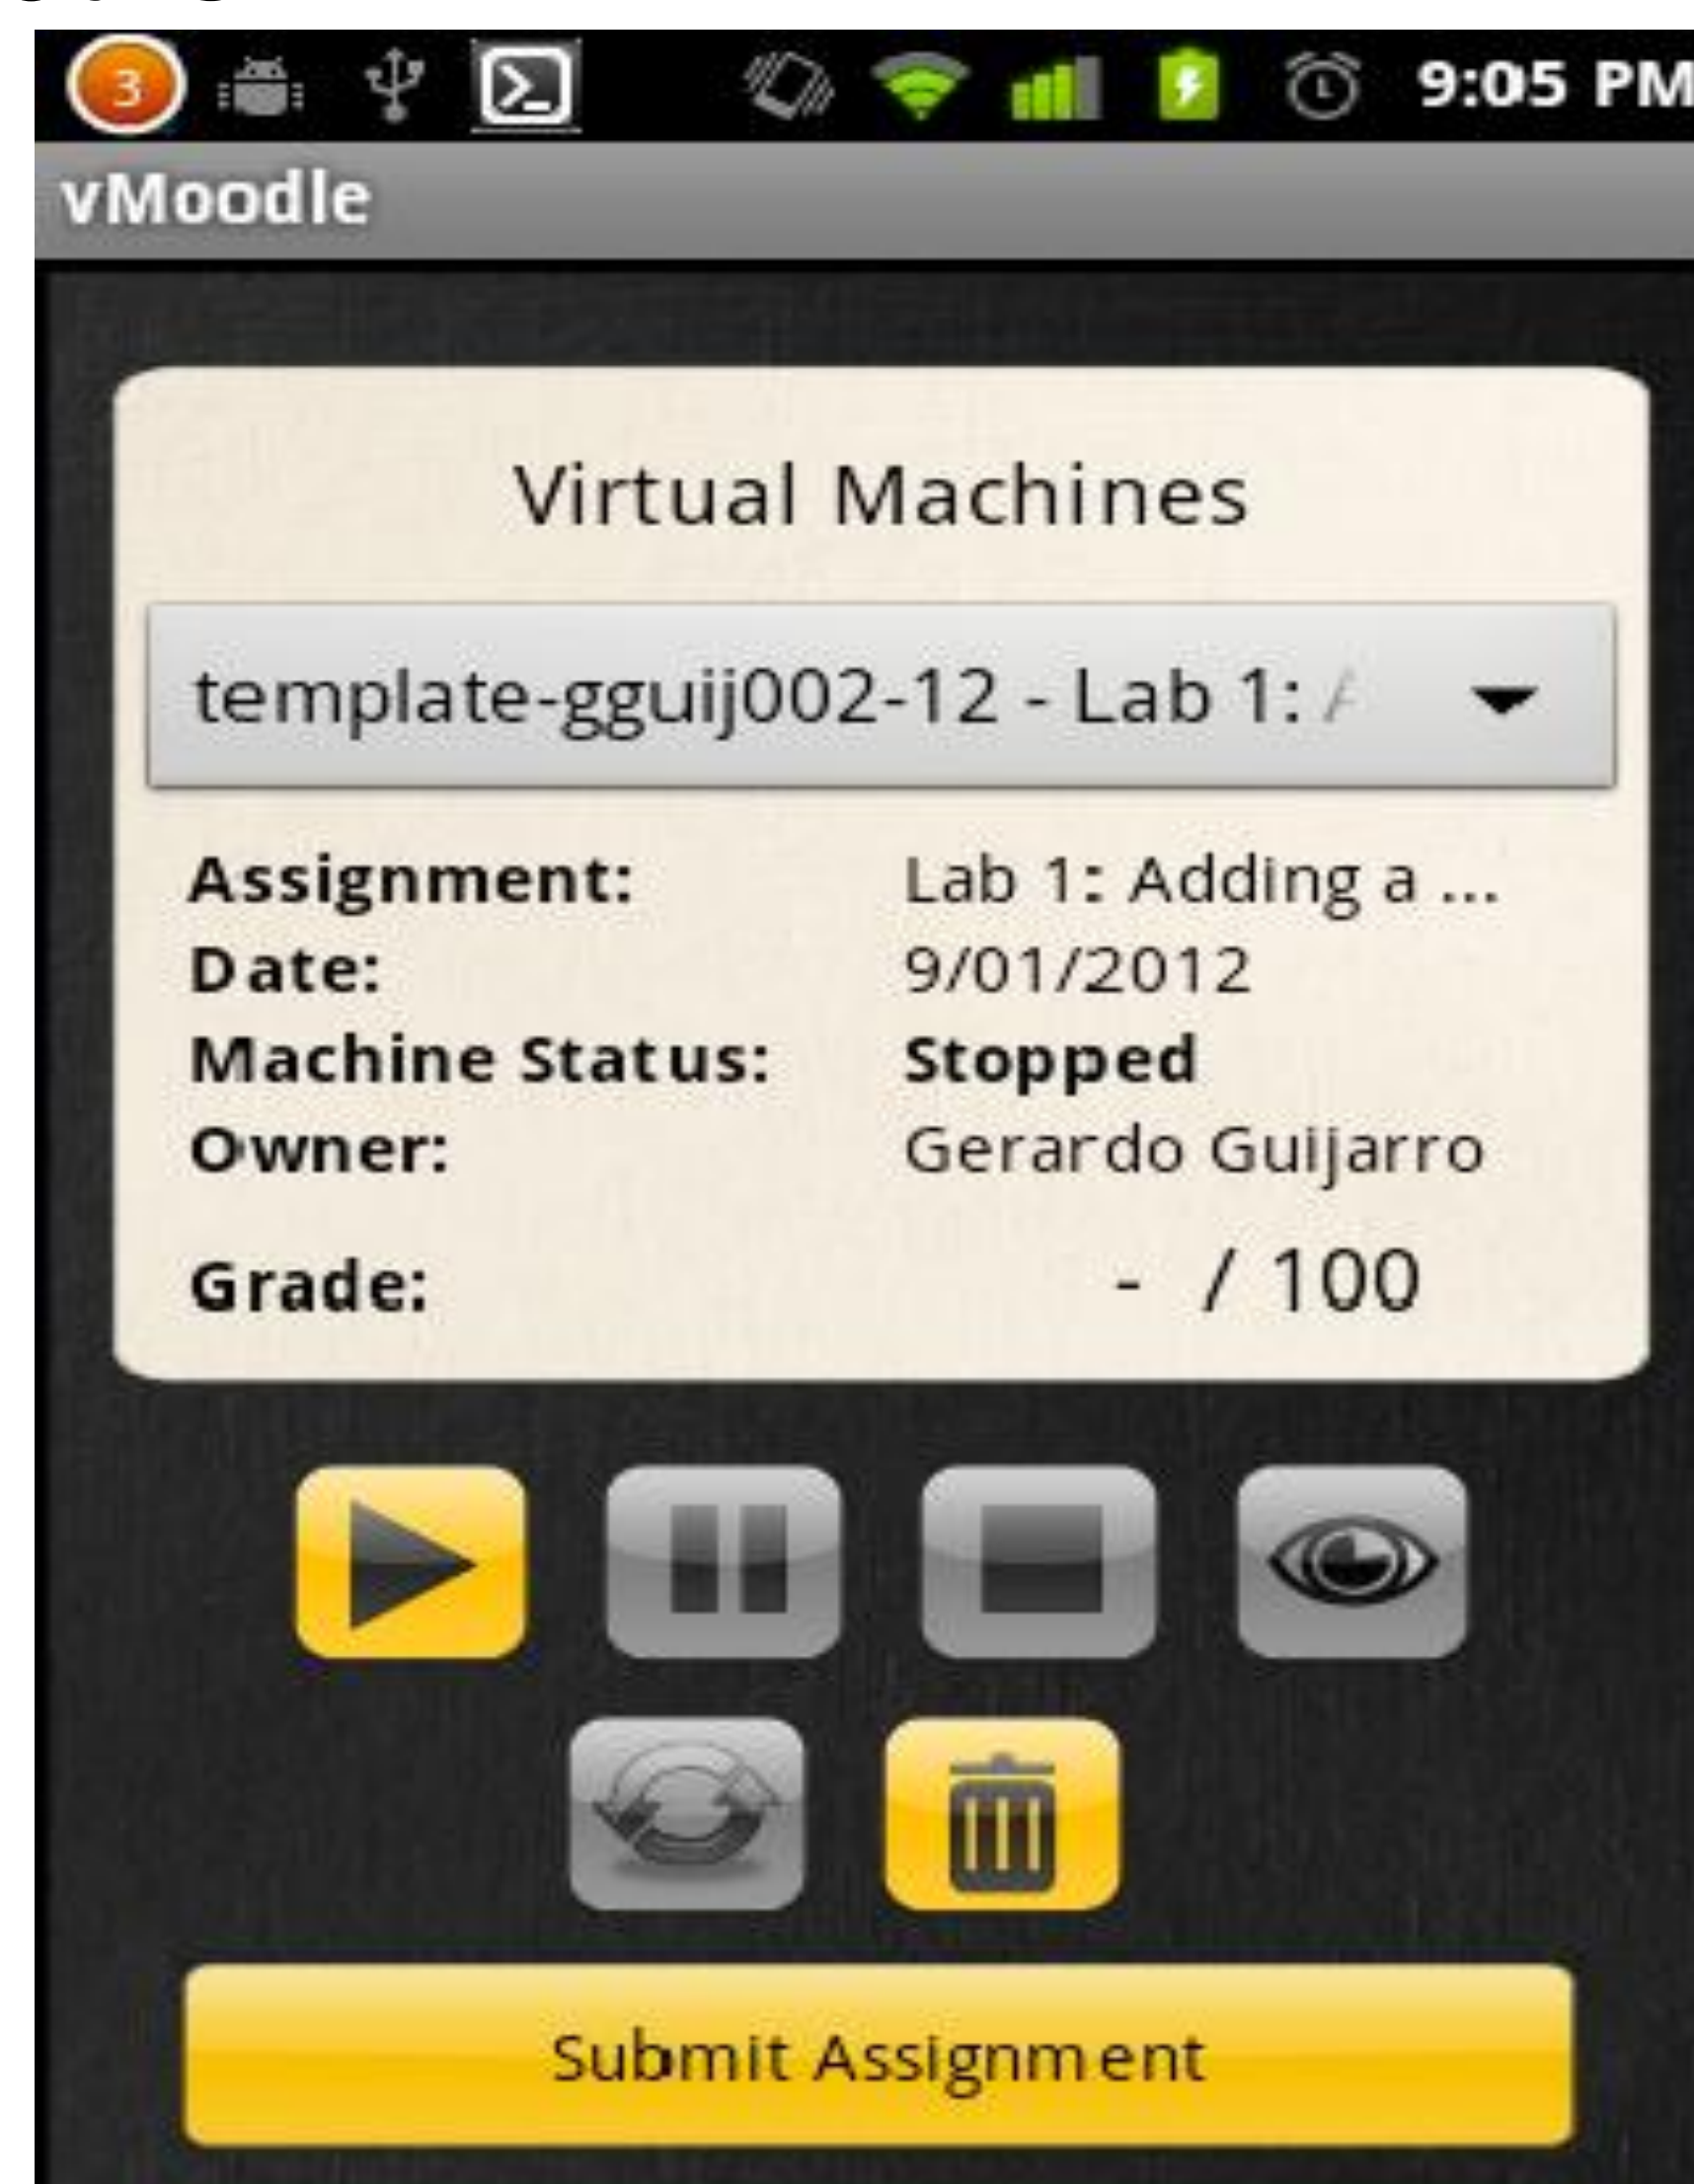 3
9:05 PM
vMoodle
Virtual Machines
template-gguij002-12 - Lab 1: A
Assignment: Lab 1: Adding a ...
Date: 9/01/2012
Machine Status: Stopped
Owner: Gerardo Guijarro
Grade: - / 100
Submit Assignment